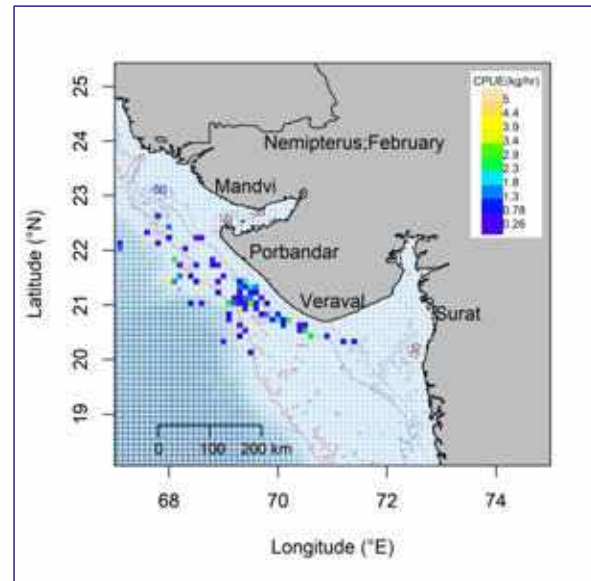 CPUE(kg/hr)
5
4.4
3.9
3.4
2.9
2.3
1.8
1.3
0.78
0.26
Nemipterus,February
Mandvi
Porbandar
Veraval
Surat
-50
0 100 200 km
25
24
23
22
21
20
19
Latitude (°N)
68 70 72 74
Longitude (°E)